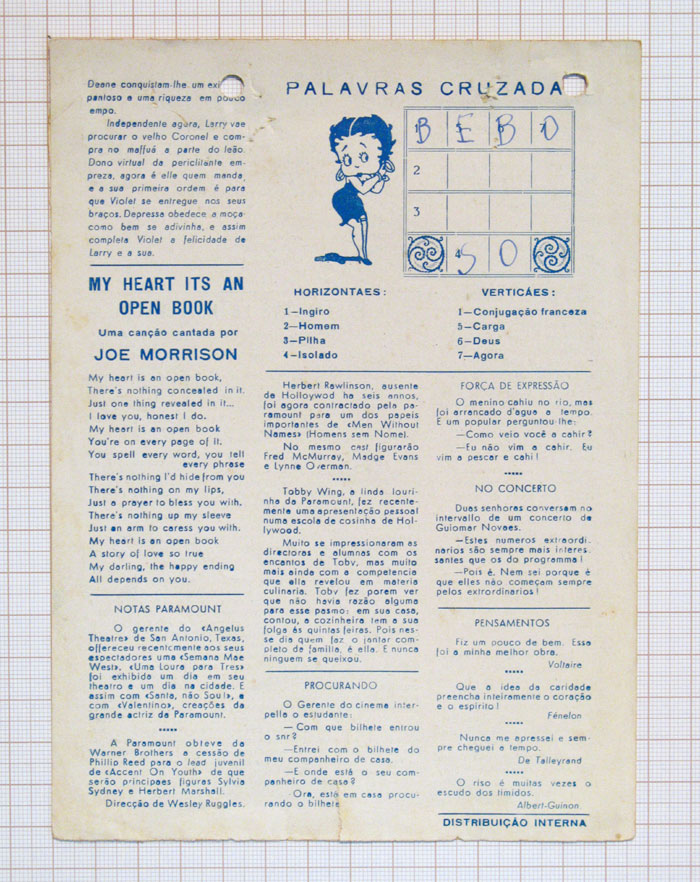 Deane conquistam-lhe um
pantoso e uma riqueza em pouco
empo.
Independente agora, Larry vae
procurar o velho Coronel e com-
pra no maffuá a parte do leão.
Dono virtual da periclitante em-
preza, agora é elle quem manda,
e a sua primeira ordem é para
que Violet se entregue nos seus
braços. Depressa obedece a moça
como bem se adivinha, e assim
completa Violet a felicidade de
Larry e a sua.
MY HEART ITS AN
OPEN BOOK
Uma canção cantada por
JOE MORRISON
My heart is an open book,
There's nothing concealed in it.
Just one thing revealed in it...
I love you, honest I do.
My heart is an open book
You're on every page of it.
You spell every word, you tell
every phrase
There's nothing I'd hide from you
There's nothing on my lips,
Just a prayer to bless you with.
There's nothing up my sleeve
Just an arm to caress you with.
My heart is an open book
A story of love so true
My darling, the happy ending
All depends on you.
NOTAS PARAMOUNT
O gerente do «Angelus
Theatre» de San Antonio, Texas,
offereceu recentemente aos seus
espectadores uma «Semana Mae
West». «Uma Loura para Tres»
foi exhibida um dia em seu
theatro e um dia na cidade. E
assim com «Santa, não Sou!», e
com «Valentino», creações da
grande actriz da Paramount.
•••••
A Paramount obteve da
Warner Brothers a cessão de
Phillip Reed para o lead juvenil
de «Accent On Youth» de que
serão principaes figuras Sylvia
Sydney e Herbert Marshall.
Direcção de Wesley Ruggles.
PALAVRAS CRUZADA
1 B E B O
2
3
4 S O
HORIZONTAES:
1—Ingiro
2—Homem
3—Pilha
4—Isolado
VERTICÁES:
1—Conjugação franceza
5—Carga
6—Deus
7—Agora
Herbert Rawlinson, ausente
de Holloywod ha seis annos,
foi agora contractado pela pa-
ramount para um dos papeis
importantes de «Men Without
Names» (Homens sem Nome).
No mesmo cast figurarão
Fred McMurray, Madge Evans
e Lynne Overman.
•••••
Tobby Wing, a linda louri-
nha da Paramount, fez recente-
mente uma apresentação pessoal
numa escola de cosinha de Hol-
lywood.
Muito se impressionaram as
directoras e alumnas com os
encantos de Toby, mas muito
mais ainda com a competencia
que ella revelou em materia
culinaria. Toby fez porem ver
que não havia razão alguma
para esse pasmo: em sua casa,
contou, a cozinheira tem a sua
folga ás quintas feiras. Pois nes-
se dia quem faz o jantar com-
pleto de familia, é ella. E nunca
ninguem se queixou.
PROCURANDO
O Gerente do cinema inter-
pella o estudante:
— Com que bilhete entrou
o snr?
—Entrei com o bilhete do
meu companheiro de casa.
—E onde está o seu com-
panheiro de casa?
-Ora, está em casa procu-
rando o bilhete
FORÇA DE EXPRESSÃO
O menino cahiu no rio, mas
foi arrancado d'agua a tempo.
E um popular perguntou-lhe:
—Como veio você a cahir?
—Eu não vim a cahir. Eu
vim a pescar e cahi!
•••••
NO CONCERTO
Duas senhoras conversam no
intervallo de um concerto de
Guiomar Novaes.
—Estes numeros extraordi-
narios são sempre mais interes.
santes que os do programma!
—Pois é. Nem sei porque é
que elles não começam sempre
pelos extrordinarios!
PENSAMENTOS
Fiz um pouco de bem. Essa
foi a minha melhor obra.
Voltaire
•••••
Que a idea da caridade
preencha inteiramente o coração
e o espirito!
Fénelon
•••••
Nunca me apressei e sem-
pre cheguei a tempo.
De Talleyrand
•••••
O riso é muitas vezes o
escudo dos timidos.
Albert-Guinon.
DISTRIBUIÇÃO INTERNA